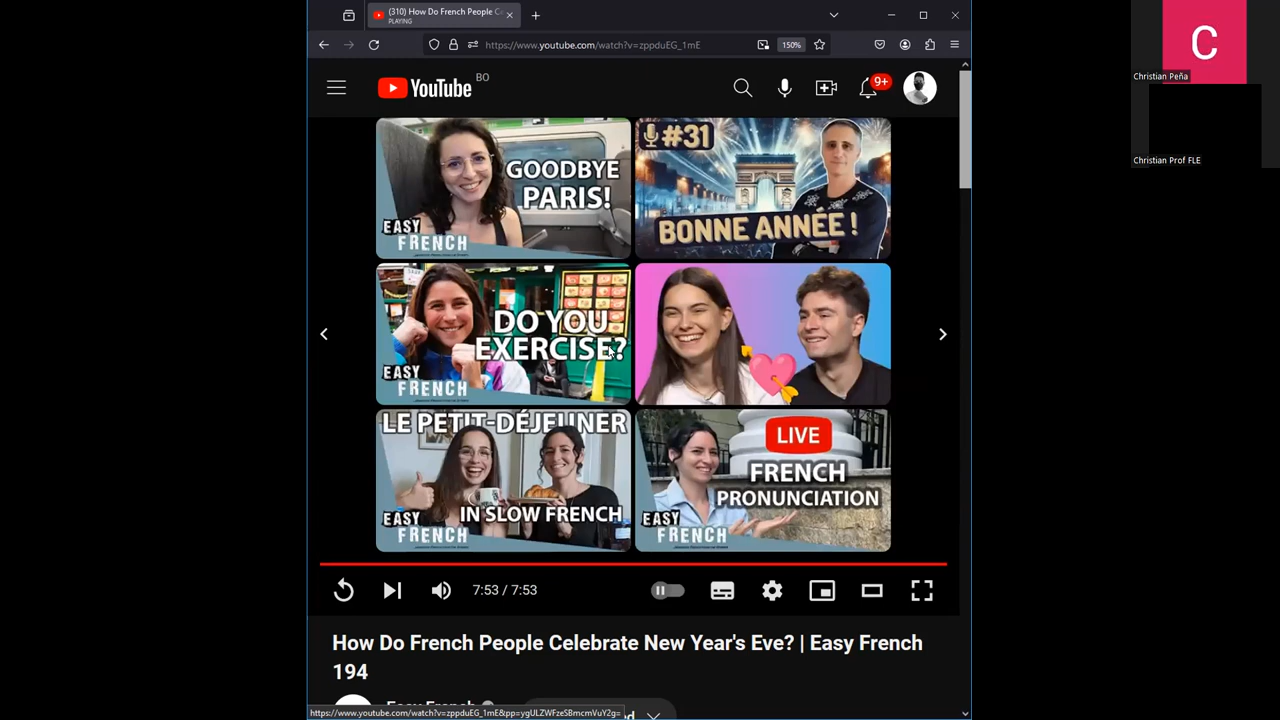 (310) How Do French People Ce
PLAYING
https://www.youtube.com/watch?v=zppduEG_1mE
150%
YouTube
BO
9+
GOODBYE
PARIS!
EASY
FRENCH
#31
BONNE ANNÉE !
DO YOU
EXERCISE?
EASY
FRENCH
LE PETIT-DÉJEUNER
IN SLOW FRENCH
EASY
FRENCH
LIVE
FRENCH
PRONUNCIATION
EASY
FRENCH
7:53 / 7:53
How Do French People Celebrate New Year's Eve? | Easy French
194
Easy French
https://www.youtube.com/watch?v=zppduEG_1mE&pp=ygULZWFzeSBmcmVuY2g=
C
Christian Peña
Christian Prof FLE